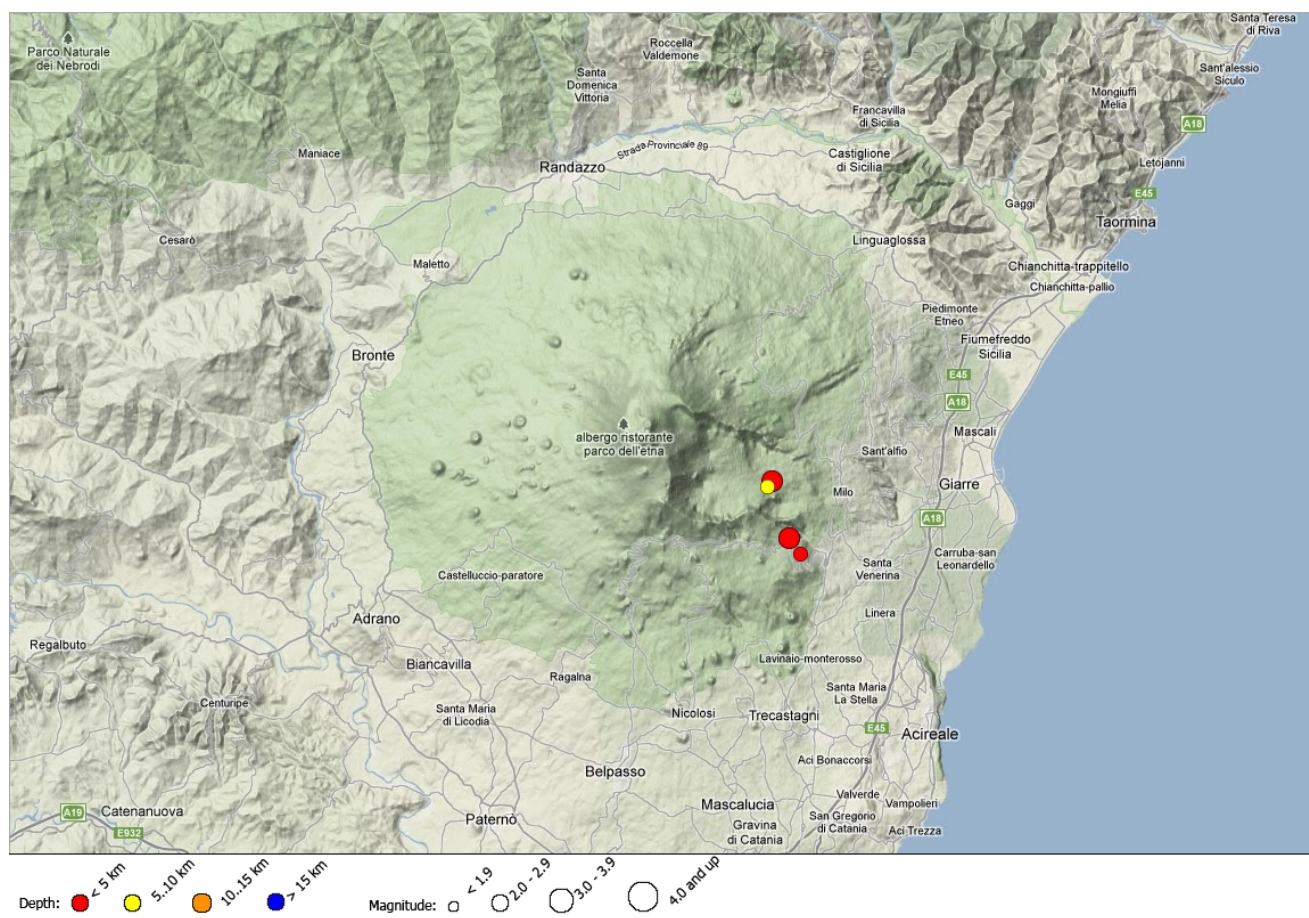 Santa Teresa
di Riva
Parco Naturale
dei Nebrodi
Roccella
Valdemone
Sant'alessio
Siculo
Santa
Domenica
Vittoria
Mongiuffi
Melia
Francavilla
di Sicilia
A18
Maniace
Strada Provinciale 89
Randazzo
Castiglione
di Sicilia
Letojanni
E45
Gaggi
Taormina
Cesarò
Linguaglossa
Maletto
Chianchitta-trappitello
Chianchitta-pallio
Piedimonte
Etneo
Fiumefreddo
Sicilia
Bronte
E45
A18
albergo ristorante
parco dell'etna
Mascali
Sant'alfio
Milo
Giarre
A18
Carruba-san
Leonardello
Santa
Venerina
Castelluccio-paratore
Linera
Adrano
Regalbuto
Biancavilla
Lavinaio-monterosso
Ragalna
Santa Maria
La Stella
Centuripe
Santa Maria
di Licodia
Nicolosi
Trecastagni
E45
Acireale
Aci Bonaccorsi
Belpasso
Valverde
Vampolieri
Mascalucia
A19
Catenanuova
E932
Paternò
San Gregorio
di Catania
Gravina
di Catania
Aci Trezza
Depth: < 5 km 5..10 km 10..15 km > 15 km
Magnitude: < 1.9 2.0 - 2.9 3.0 - 3.9 4.0 and up